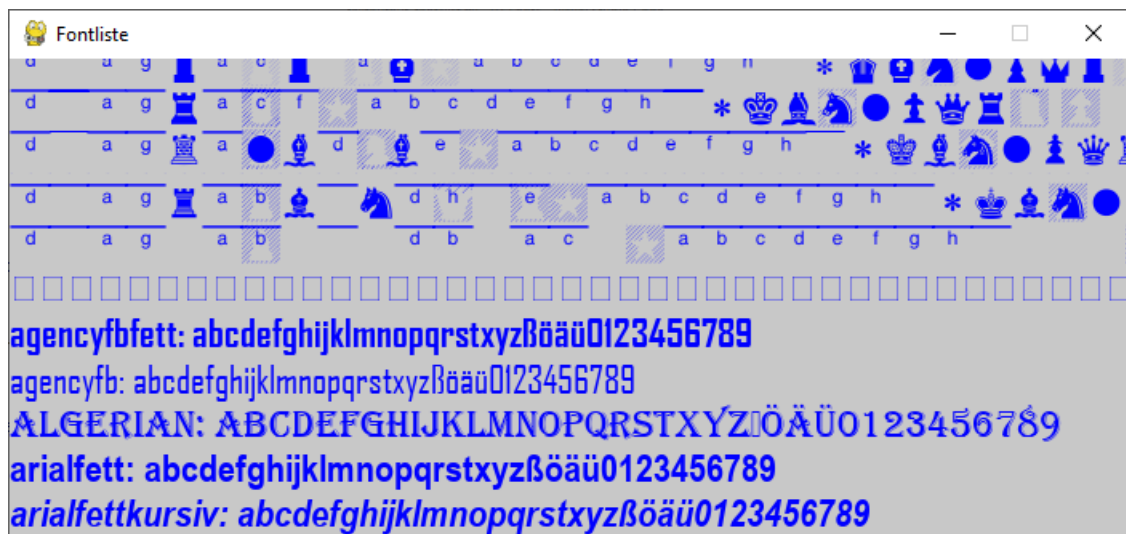 Fontliste
d a g a c a a b c d e f g h *
d a g a c f a b c d e f g h *
d a g a d e a b c d e f g h *
d a g a b d h e a b c d e f g h *
d a g a b d b a c a b c d e f g h
agencyfbfett: abcdefghijklmnopqrstxyzßöäü0123456789
agencyfb: abcdefghijklmnopqrstxyzßöäü0123456789
ALGERIAN: ABCDEFGHIJKLMNOPQRSTXYZ▯ÖÄÜ0123456789
arialfett: abcdefghijklmnopqrstxyzßöäü0123456789
arialfettkursiv: abcdefghijklmnopqrstxyzßöäü0123456789